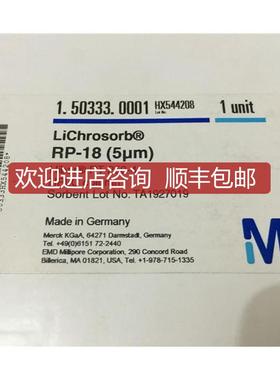 1. 50333. 0001 HX544208
Lot No.
1 unit
LiChrosorb®
RP-18 (5µm)
欢迎进店咨询 顺丰包邮
Sorbent Lot No. TA1927019
Made in Germany
Merck KGaA, 64271 Darmstadt, Germany
Tel. +49(0)6151 72-2440
EMD Millipore Corporation, 290 Concord Road
Billerica, MA 01821, USA, Tel. +1-978-715-1335
M
00333HX544208*